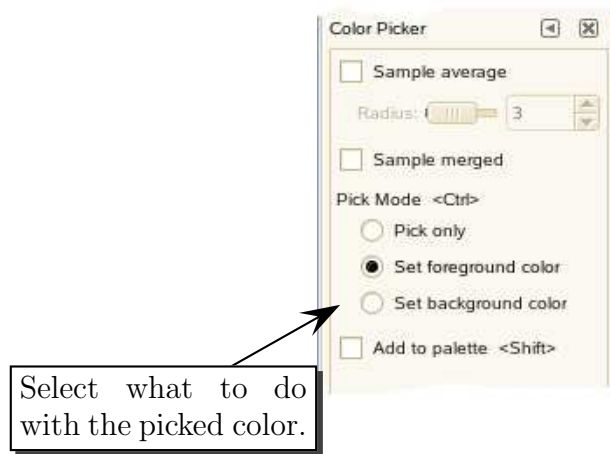 Color Picker
Sample average
Radius: 3
Sample merged
Pick Mode <Ctrl>
Pick only
Set foreground color
Set background color
Add to palette <Shift>
Select what to do
with the picked color.